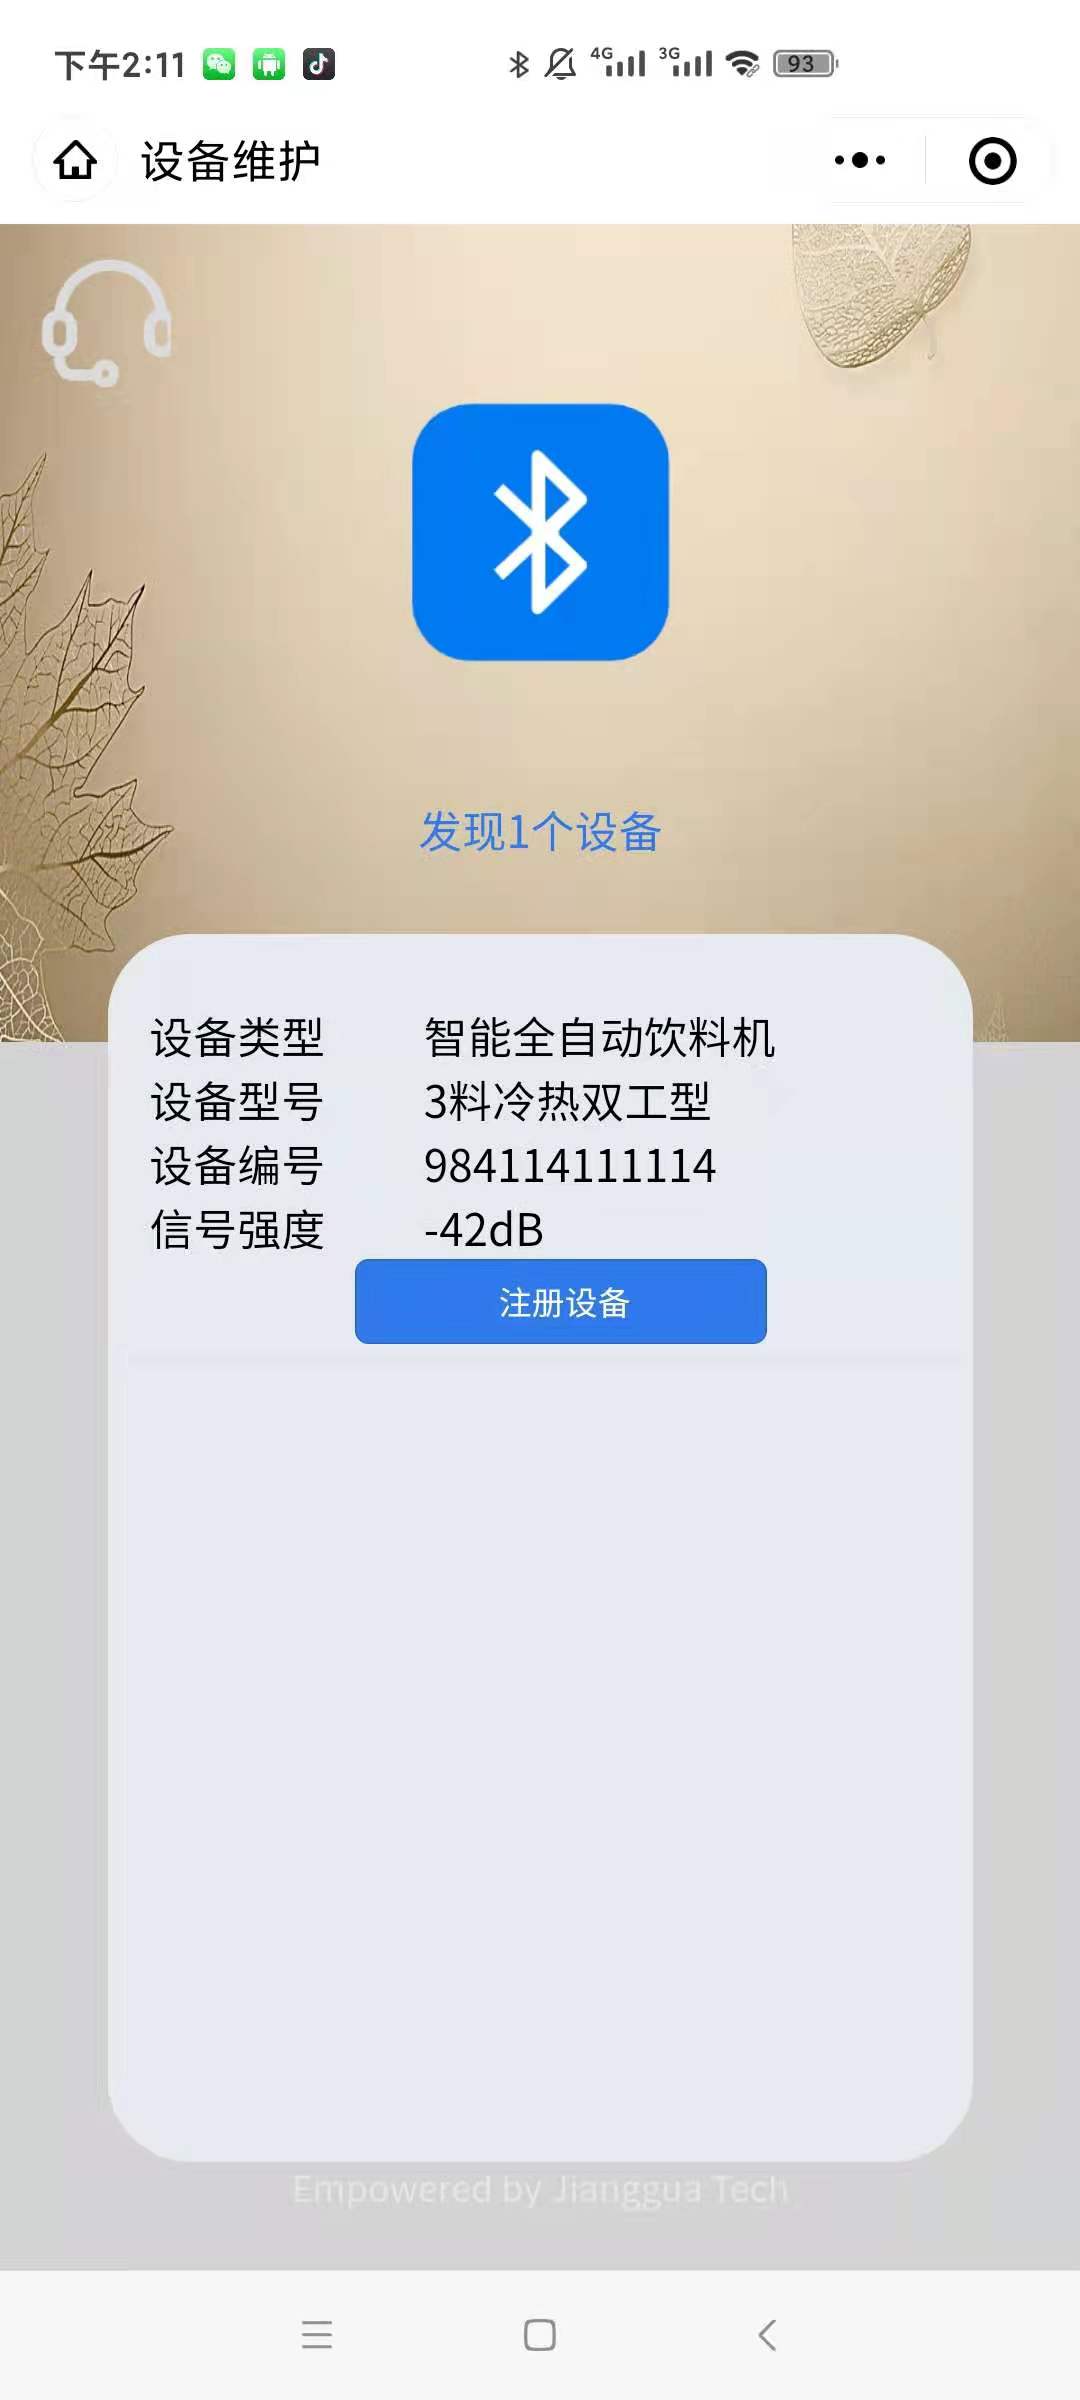 下午2:11
4G
3G
93
设备维护
发现1个设备
设备类型 智能全自动饮料机
设备型号 3料冷热双工型
设备编号 984114111114
信号强度 -42dB
注册设备
Empowered by Jianggua Tech